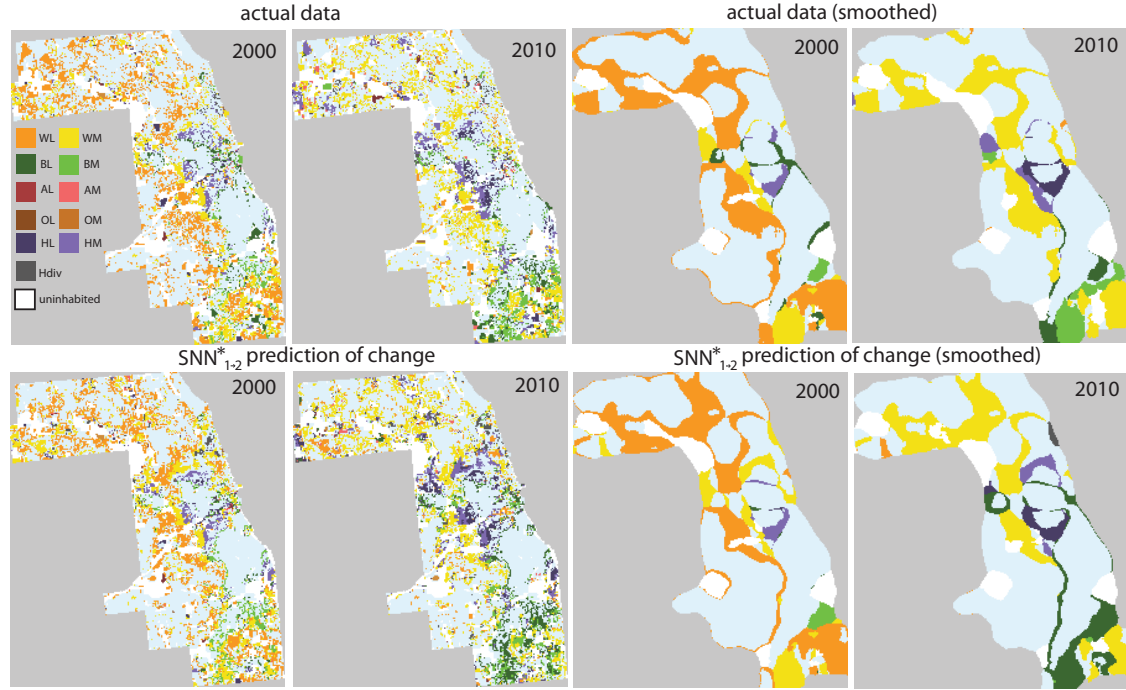 actual data
actual data (smoothed)
2000
2010
2000
2010
WL WM
BL BM
AL AM
OL OM
HL HM
Hdiv
uninhabited
SNN*1→2 prediction of change
SNN*1→2 prediction of change (smoothed)
2000
2010
2000
2010